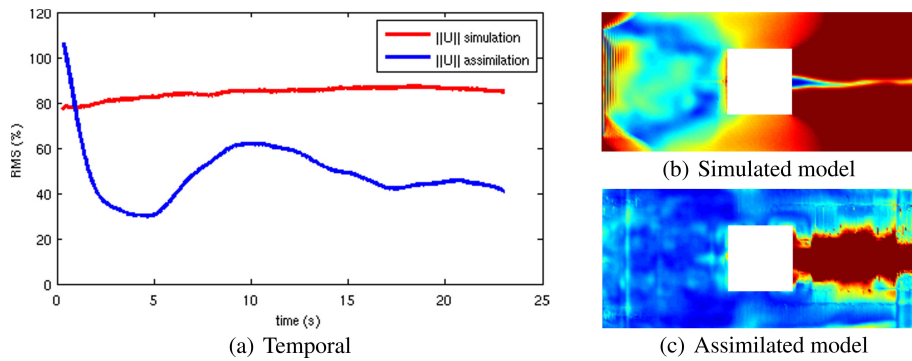 120
100
80
60
40
20
0
RMS (%)
||U|| simulation
||U|| assimilation
0 5 10 15 20 25
time (s)
(a) Temporal
(b) Simulated model
(c) Assimilated model